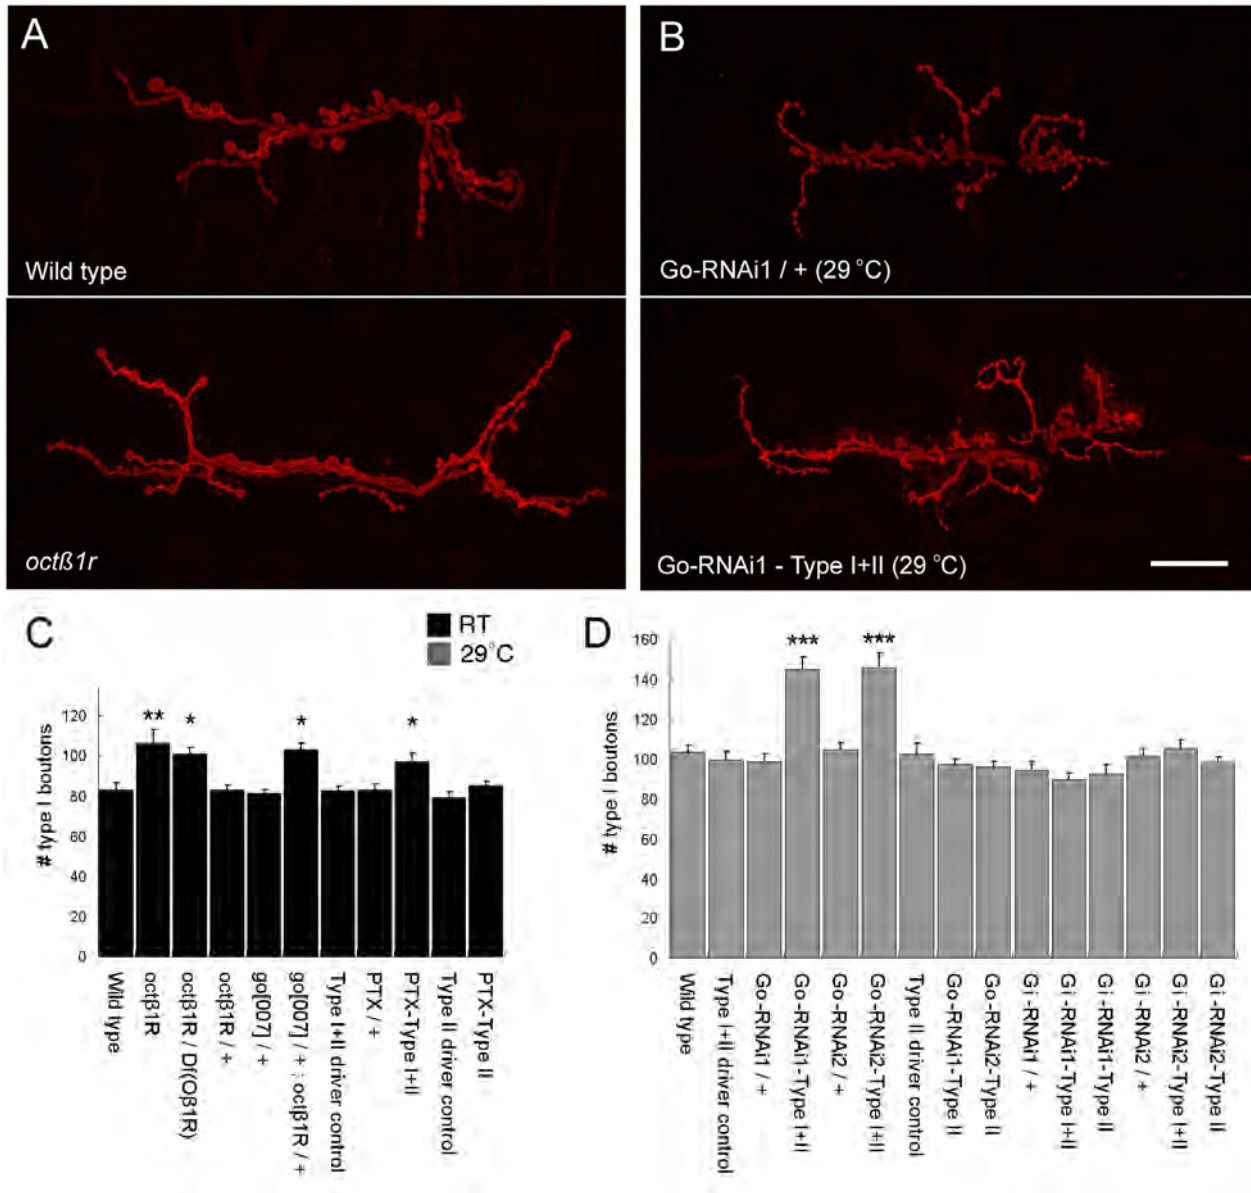 A
Wild type
octß1r
B
Go-RNAi1 / + (29 °C)
Go-RNAi1 - Type I+II (29 °C)
C
RT
29°C
# type I boutons
120
100
80
60
40
20
0
**
*
*
*
Wild type
octβ1R
octβ1R / Df(Oβ1R)
octβ1R / +
go[007] / +
go[007] / + ; octβ1R / +
Type I+II driver control
PTX / +
PTX-Type I+II
Type II driver control
PTX-Type II
D
# type I boutons
160
140
120
100
80
60
40
20
0
***
***
Wild type
Type I+II driver control
Go-RNAi1 / +
Go-RNAi1-Type I+II
Go-RNAi2 / +
Go-RNAi2-Type I+II
Type II driver control
Go-RNAi1-Type II
Go-RNAi2-Type II
Gi -RNAi1 / +
Gi -RNAi1-Type I+II
Gi -RNAi1-Type II
Gi -RNAi2 / +
Gi -RNAi2-Type I+II
Gi -RNAi2-Type II